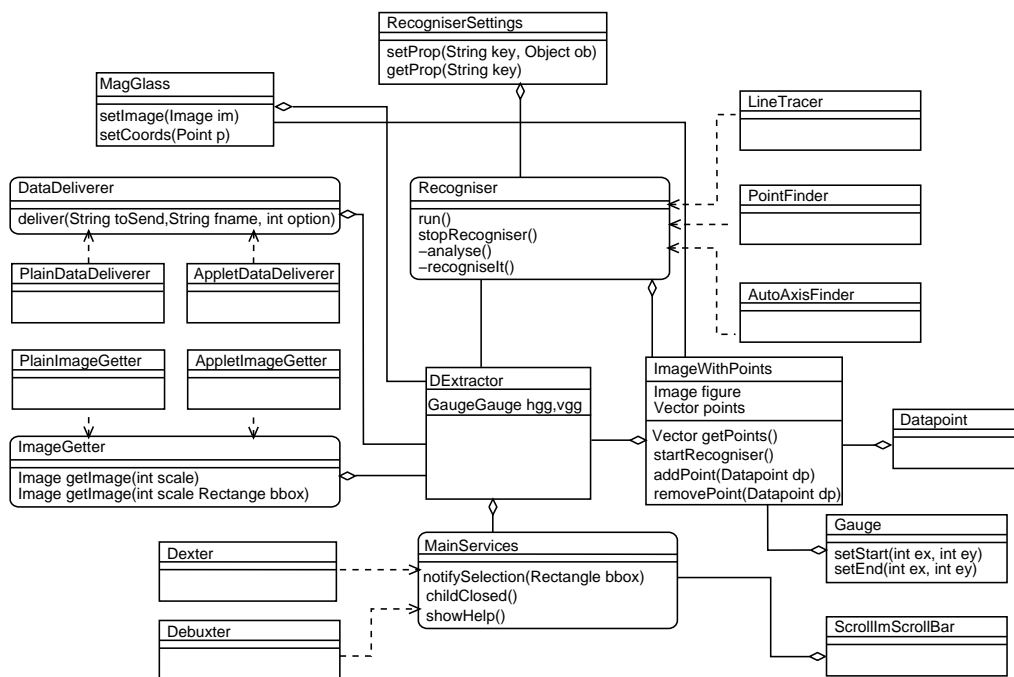 RecogniserSettings
setProp(String key, Object ob)
getProp(String key)
MagGlass
setImage(Image im)
setCoords(Point p)
LineTracer
DataDeliverer
deliver(String toSend,String fname, int option)
Recogniser
run()
stopRecogniser()
–analyse()
–recogniseIt()
PointFinder
PlainDataDeliverer
AppletDataDeliverer
AutoAxisFinder
PlainImageGetter
AppletImageGetter
DExtractor
GaugeGauge hgg,vgg
ImageWithPoints
Image figure
Vector points
Vector getPoints()
startRecogniser()
addPoint(Datapoint dp)
removePoint(Datapoint dp)
Datapoint
ImageGetter
Image getImage(int scale)
Image getImage(int scale Rectange bbox)
Gauge
setStart(int ex, int ey)
setEnd(int ex, int ey)
Dexter
MainServices
notifySelection(Rectangle bbox)
childClosed()
showHelp()
Debuxter
ScrollImScrollBar